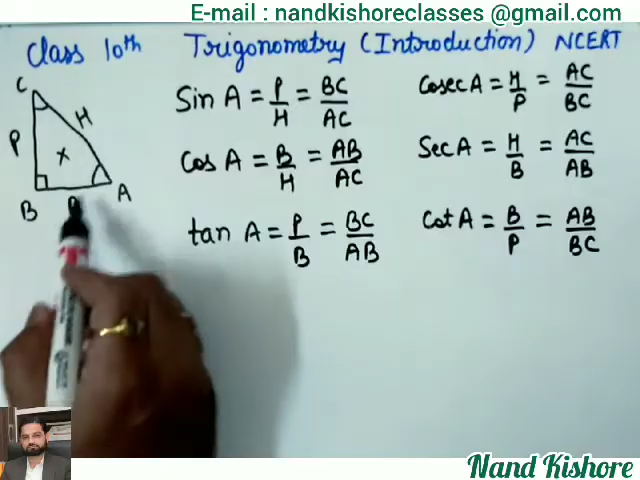 E-mail : nandkishoreclasses @gmail.com
Class 10th Trigonometry (Introduction) NCERT
C
P H
x
B A
B
Sin A = P/H = BC/AC
Cos A = B/H = AB/AC
tan A = P/B = BC/AB
Cosec A = H/P = AC/BC
Sec A = H/B = AC/AB
Cot A = B/P = AB/BC
Nand Kishore